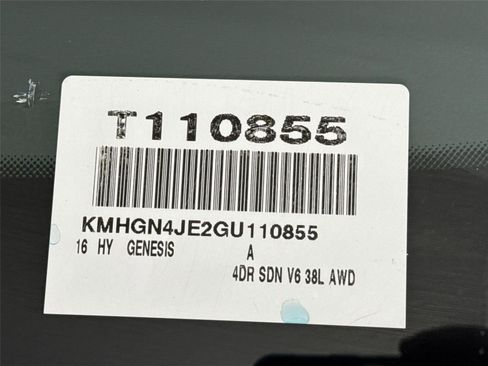 T110855
KMHGN4JE2GU110855
16 HY GENESIS A
4DR SDN V6 38L AWD